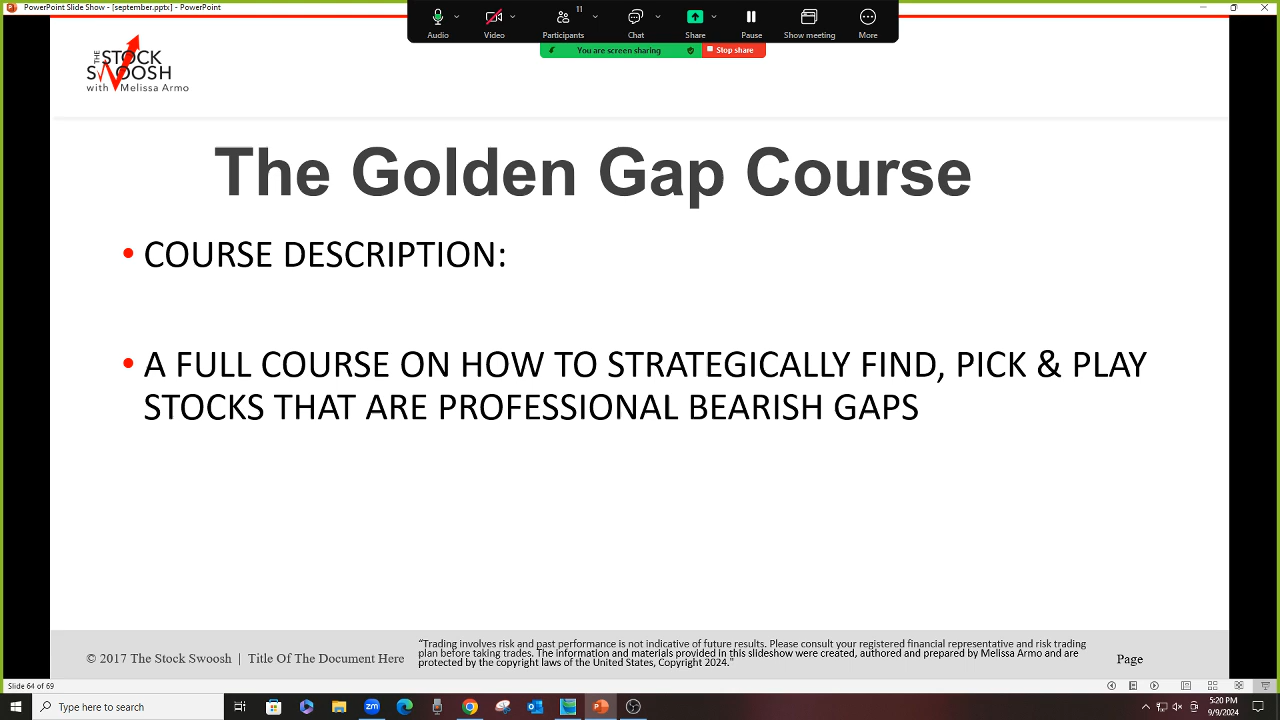 PowerPoint Slide Show - [september.pptx] - PowerPoint
11
Audio
Video
Participants
Chat
Share
Pause
Show meeting
More
You are screen sharing
Stop share
THE STOCK
SWOOSH
with Melissa Armo
The Golden Gap Course
• COURSE DESCRIPTION:
• A FULL COURSE ON HOW TO STRATEGICALLY FIND, PICK & PLAY
STOCKS THAT ARE PROFESSIONAL BEARISH GAPS
© 2017 The Stock Swoosh | Title Of The Document Here
"Trading involves risk and past performance is not indicative of future results. Please consult your registered financial representative and risk trading
plan before taking trades. The information and materials provided in this slideshow were created, authored and prepared by Melissa Armo and are
protected by the copyright laws of the United States, Copyright 2024."
Page
Slide 64 of 69
Type here to search
5:20 PM
9/9/2024